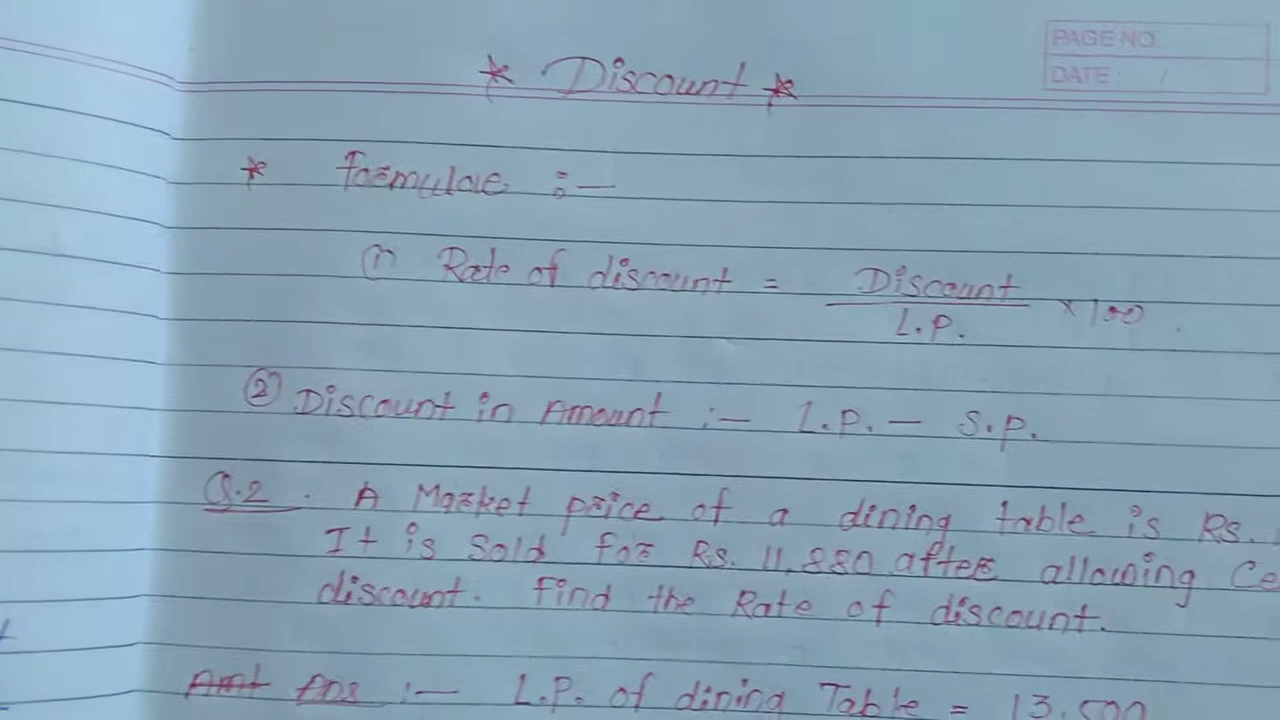 PAGE NO.
DATE: /
* Discount *
* Formulae :-
① Rate of discount = Discount / L.P. × 100
② Discount in Amount :- L.P. - S.P.
Q.2. A Market price of a dining table is Rs.
It is Sold for Rs. 11,880 after allowing Ce
discount. Find the Rate of discount.
Amt Ans :- L.P. of dining Table = 13,500